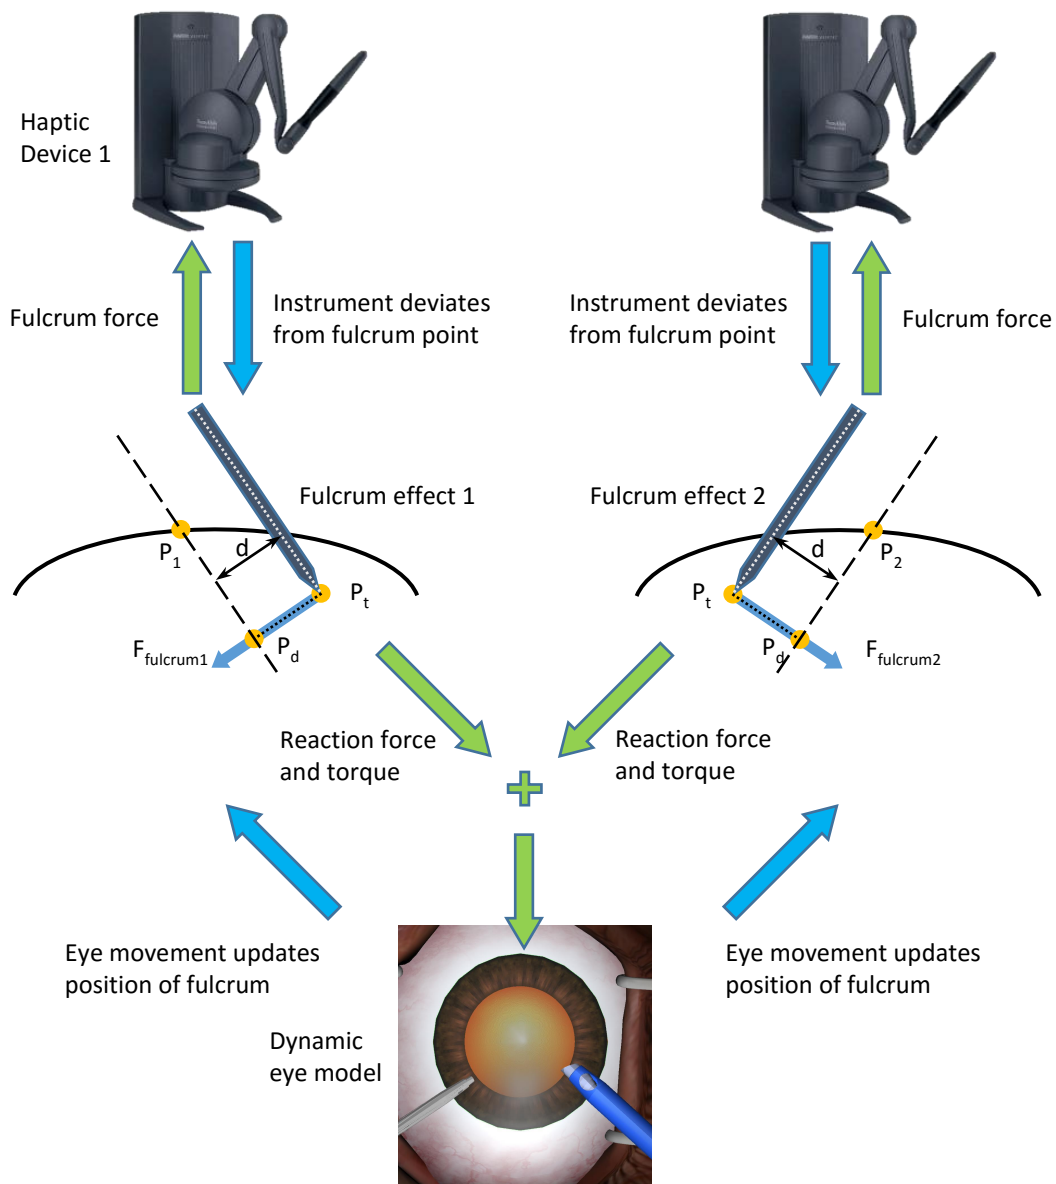 Haptic
Device 1
Fulcrum force
Instrument deviates
from fulcrum point
Instrument deviates
from fulcrum point
Fulcrum force
Fulcrum effect 1
Fulcrum effect 2
P1
d
Pt
Pd
Ffulcrum1
d
P2
Pt
Pd
Ffulcrum2
Reaction force
and torque
Reaction force
and torque
Eye movement updates
position of fulcrum
Eye movement updates
position of fulcrum
Dynamic
eye model